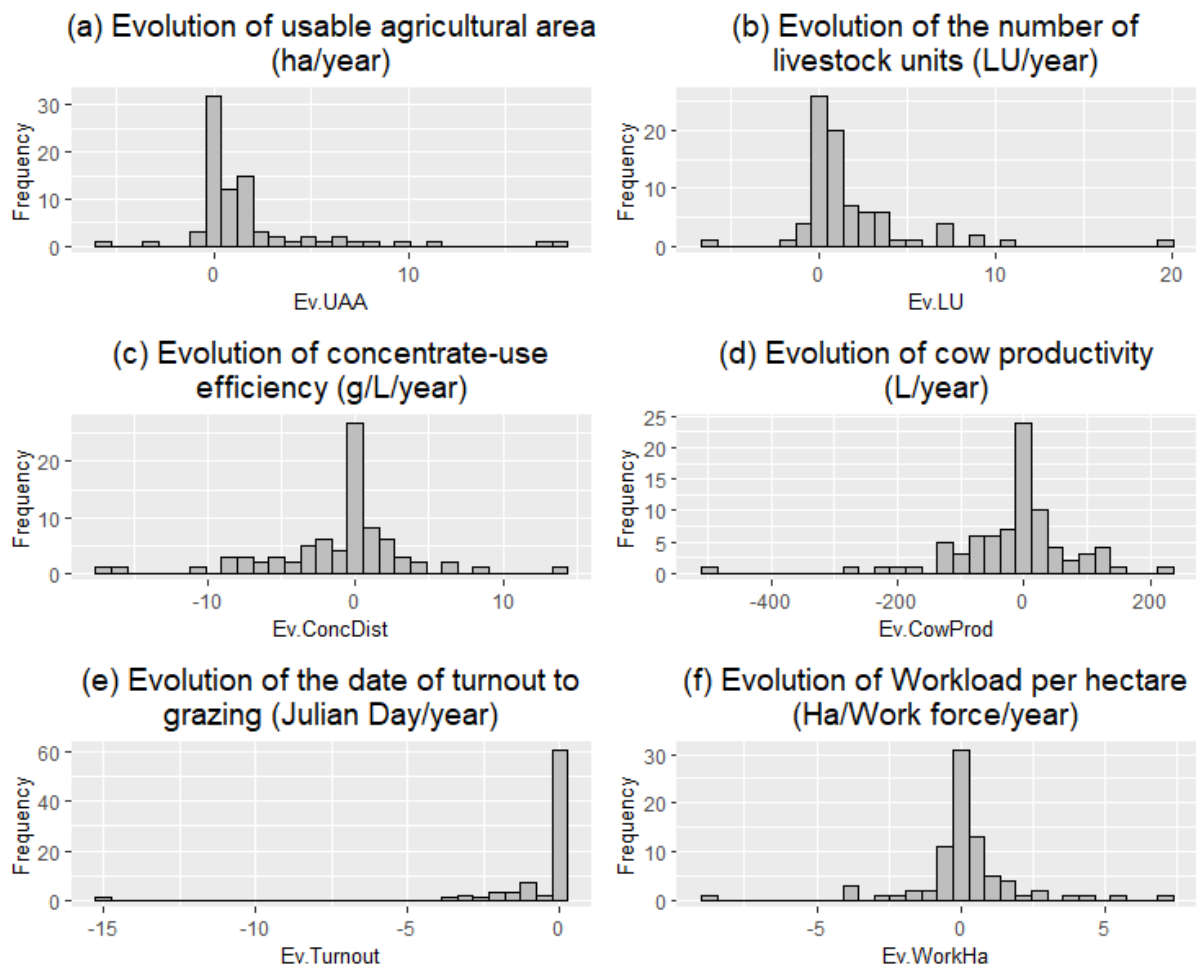 (a) Evolution of usable agricultural area
(ha/year)
30
20
10
0
Frequency
0 10
Ev.UAA
(b) Evolution of the number of
livestock units (LU/year)
20
10
0
Frequency
0 10 20
Ev.LU
(c) Evolution of concentrate-use
efficiency (g/L/year)
20
10
0
Frequency
-10 0 10
Ev.ConcDist
(d) Evolution of cow productivity
(L/year)
25
20
15
10
5
0
Frequency
-400 -200 0 200
Ev.CowProd
(e) Evolution of the date of turnout to
grazing (Julian Day/year)
60
40
20
0
Frequency
-15 -10 -5 0
Ev.Turnout
(f) Evolution of Workload per hectare
(Ha/Work force/year)
30
20
10
0
Frequency
-5 0 5
Ev.WorkHa